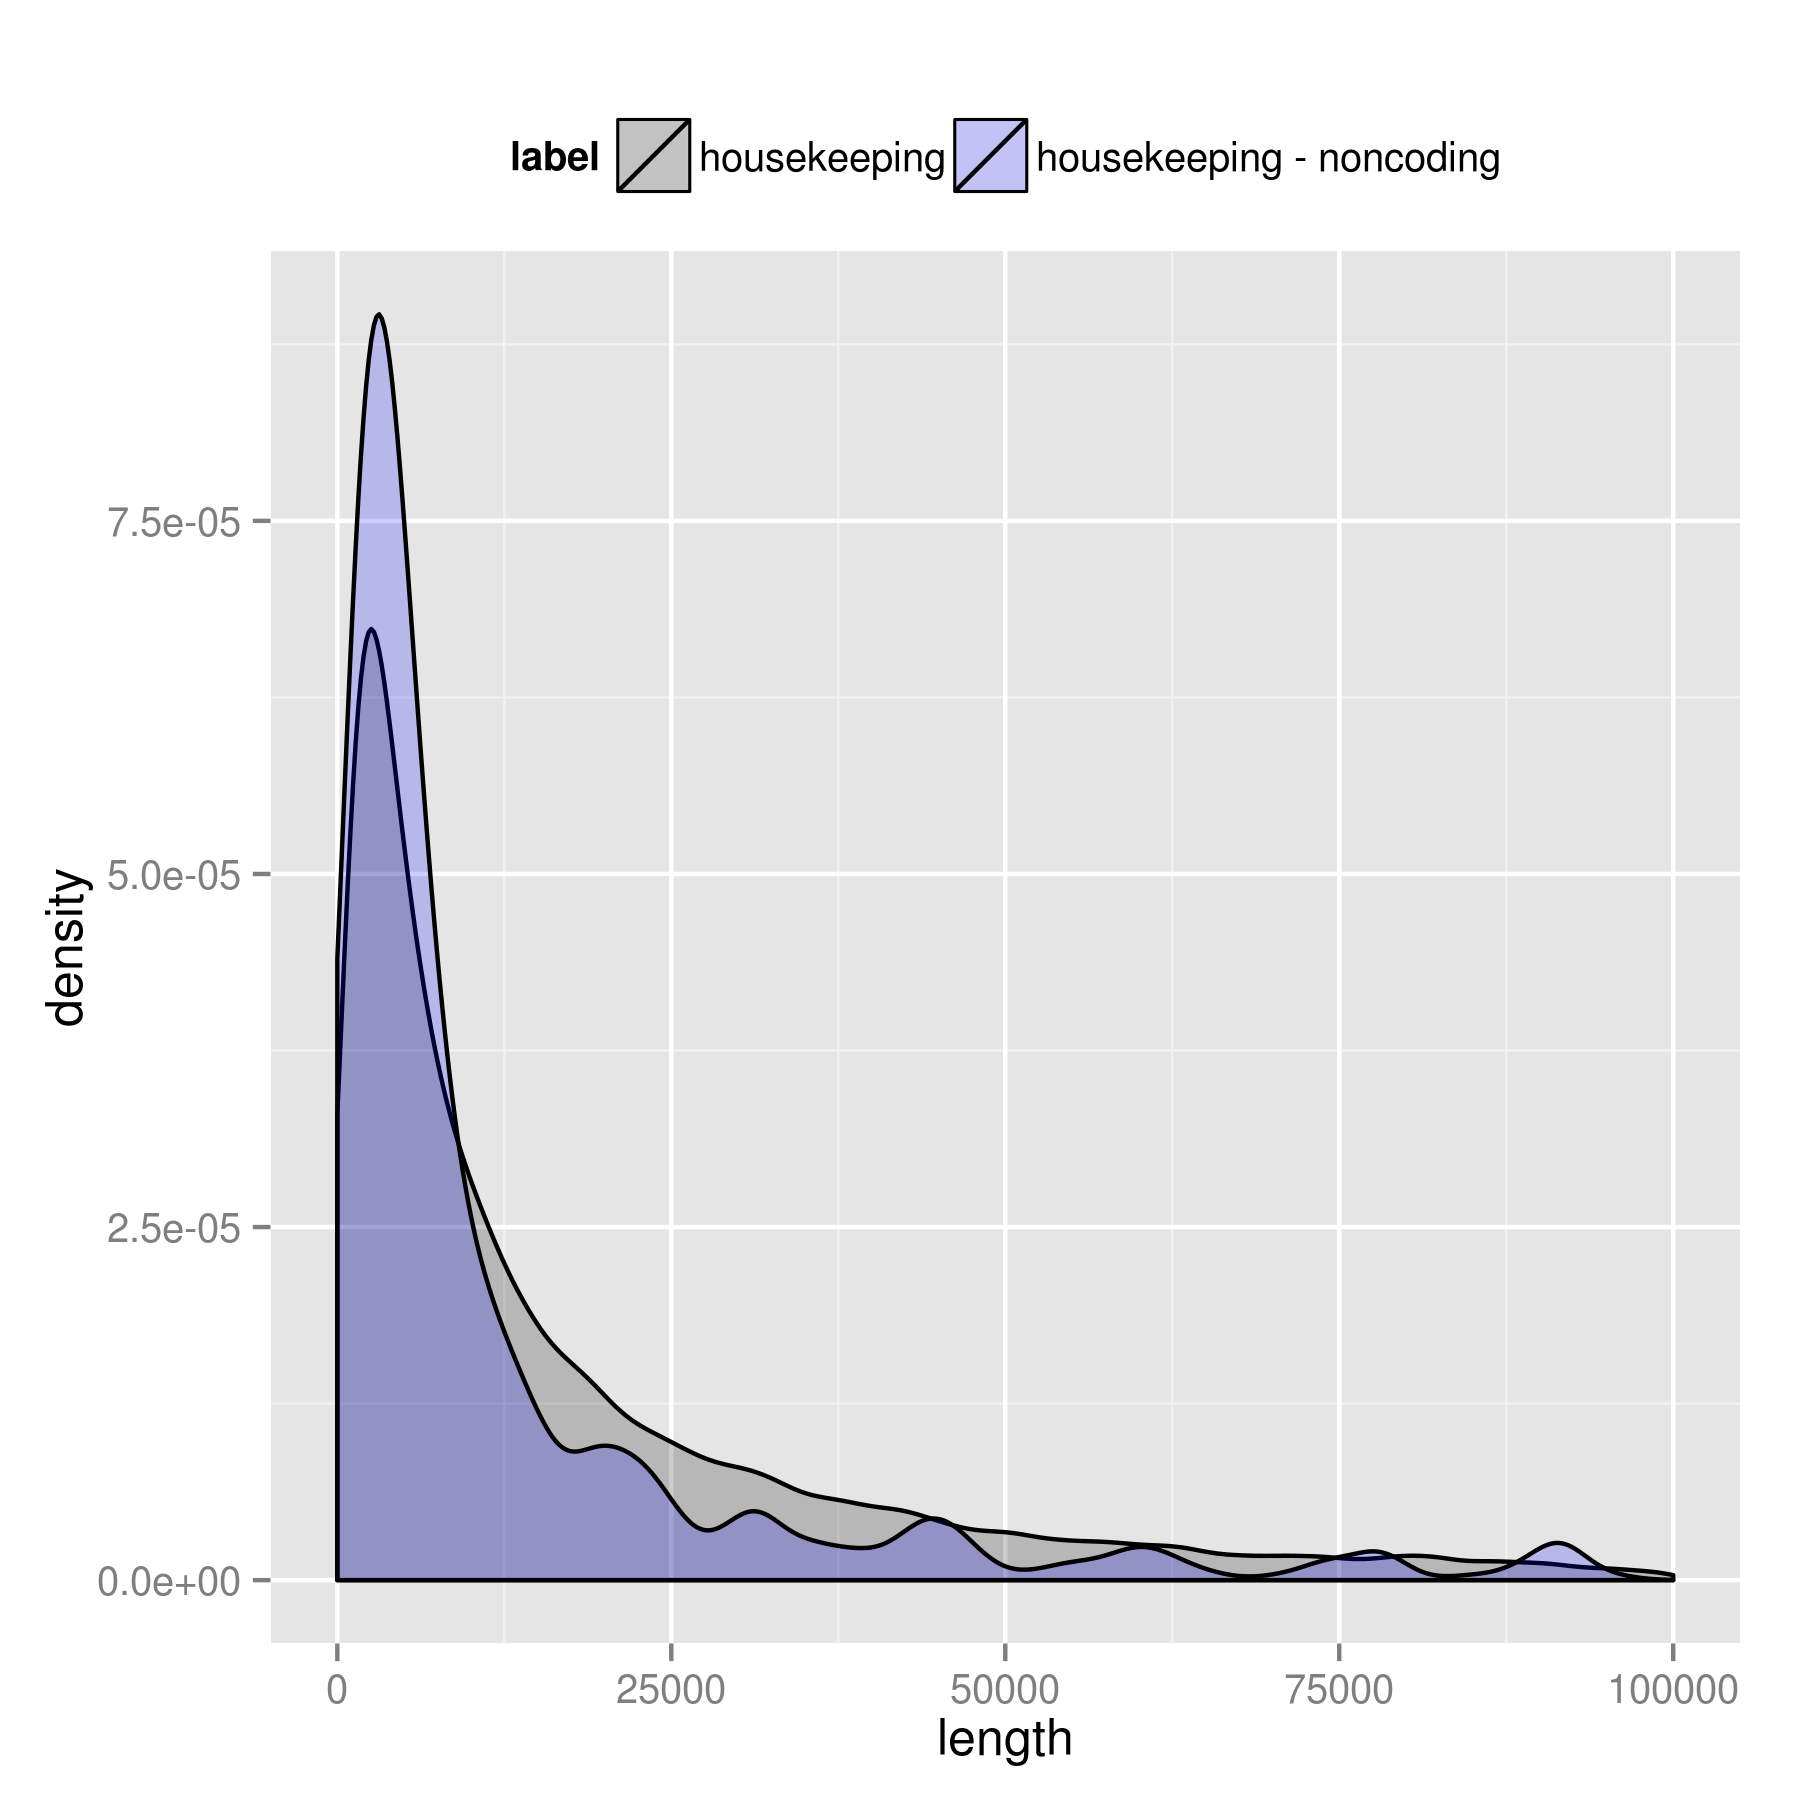 label housekeeping housekeeping - noncoding
7.5e-05
5.0e-05
2.5e-05
0.0e+00
density
0 25000 50000 75000 100000
length